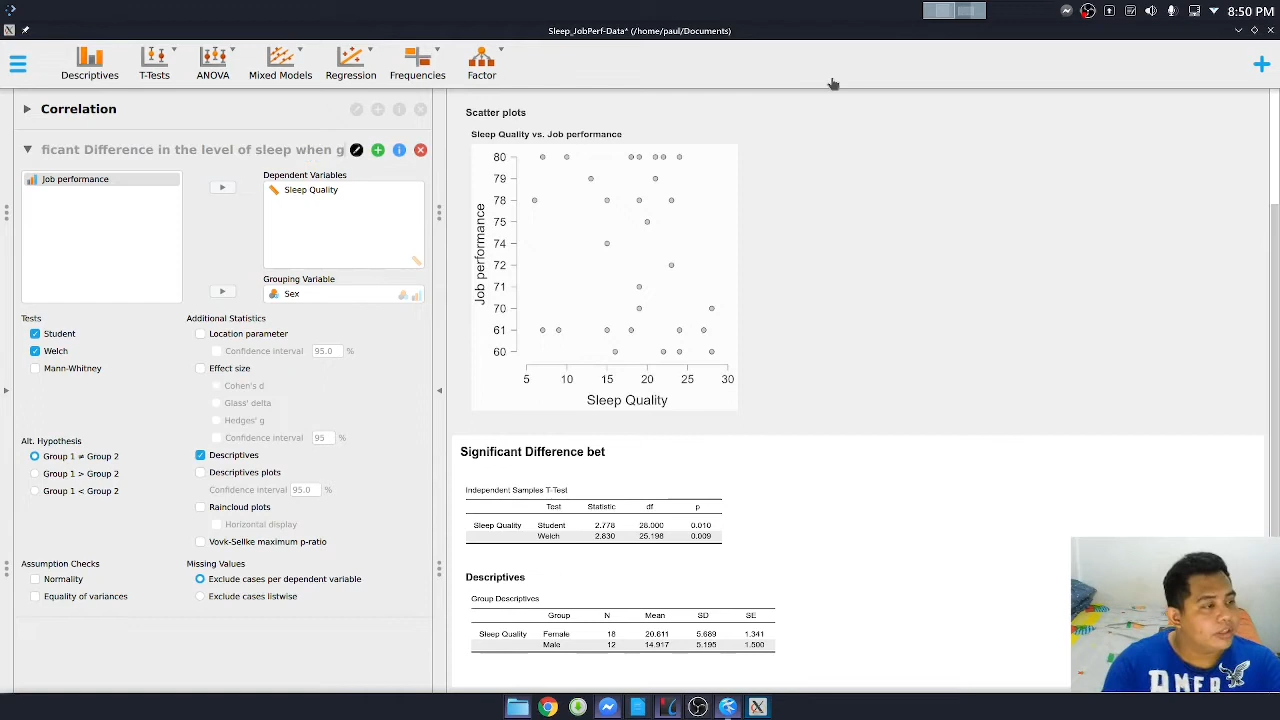 8:50 PM
Sleep_JobPerf-Data* (/home/paul/Documents)
Descriptives
T-Tests
ANOVA
Mixed Models
Regression
Frequencies
Factor
Correlation
ficant Difference in the level of sleep when g
Job performance
Dependent Variables
Sleep Quality
Grouping Variable
Sex
Tests
Student
Welch
Mann-Whitney
Alt. Hypothesis
Group 1 ≠ Group 2
Group 1 > Group 2
Group 1 < Group 2
Assumption Checks
Normality
Equality of variances
Additional Statistics
Location parameter
Confidence interval 95.0 %
Effect size
Cohen's d
Glass' delta
Hedges' g
Confidence interval 95 %
Descriptives
Descriptives plots
Confidence interval 95.0 %
Raincloud plots
Horizontal display
Vovk-Sellke maximum p-ratio
Missing Values
Exclude cases per dependent variable
Exclude cases listwise
Scatter plots
Sleep Quality vs. Job performance
Job performance
80
79
78
75
74
72
71
70
61
60
5 10 15 20 25 30
Sleep Quality
Significant Difference bet
Independent Samples T-Test
Test Statistic df p
Sleep Quality Student 2.778 28.000 0.010
Welch 2.830 25.198 0.009
Descriptives
Group Descriptives
Group N Mean SD SE
Sleep Quality Female 18 20.611 5.689 1.341
Male 12 14.917 5.195 1.500
AMER